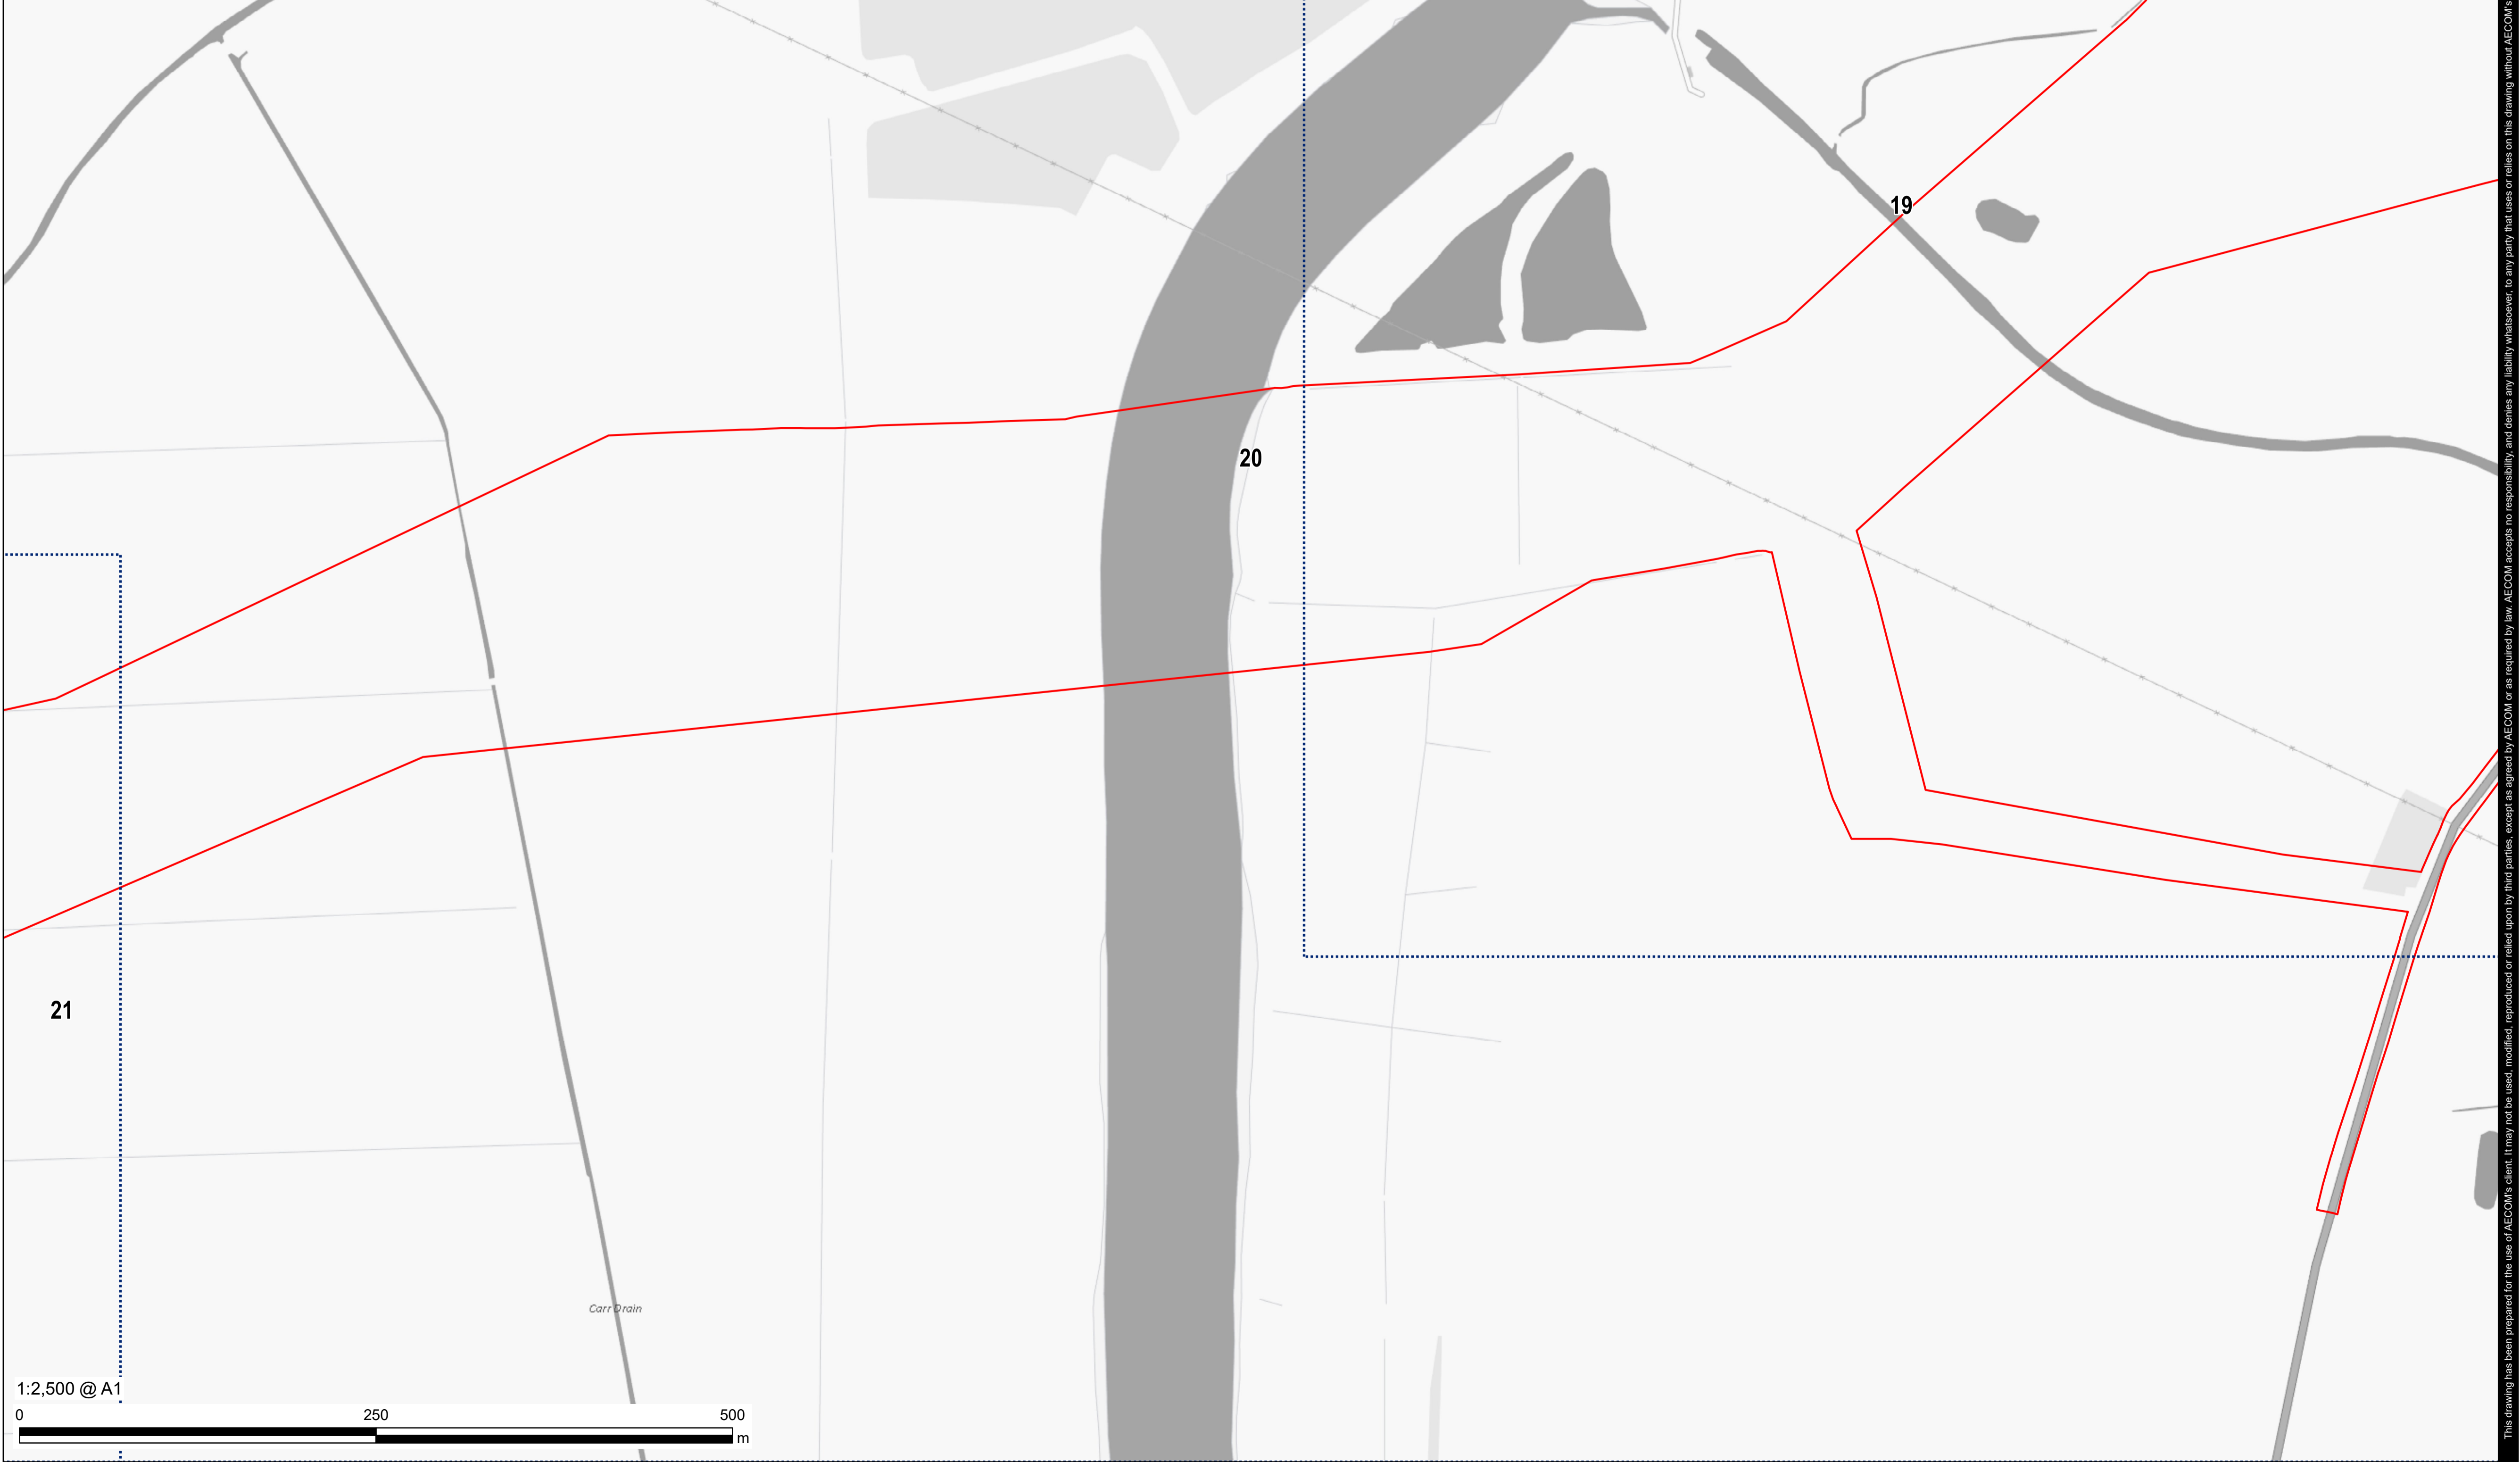 19
20
21
Carr Drain
1:2,500 @ A1
0 250 500
m
This drawing has been prepared for the use of AECOM's client. It may not be used, modified, reproduced or relied upon by third parties, except as agreed by AECOM or as required by law. AECOM accepts no responsibility, and denies any liability whatsoever, to any party that uses or relies on this drawing without AECOM's